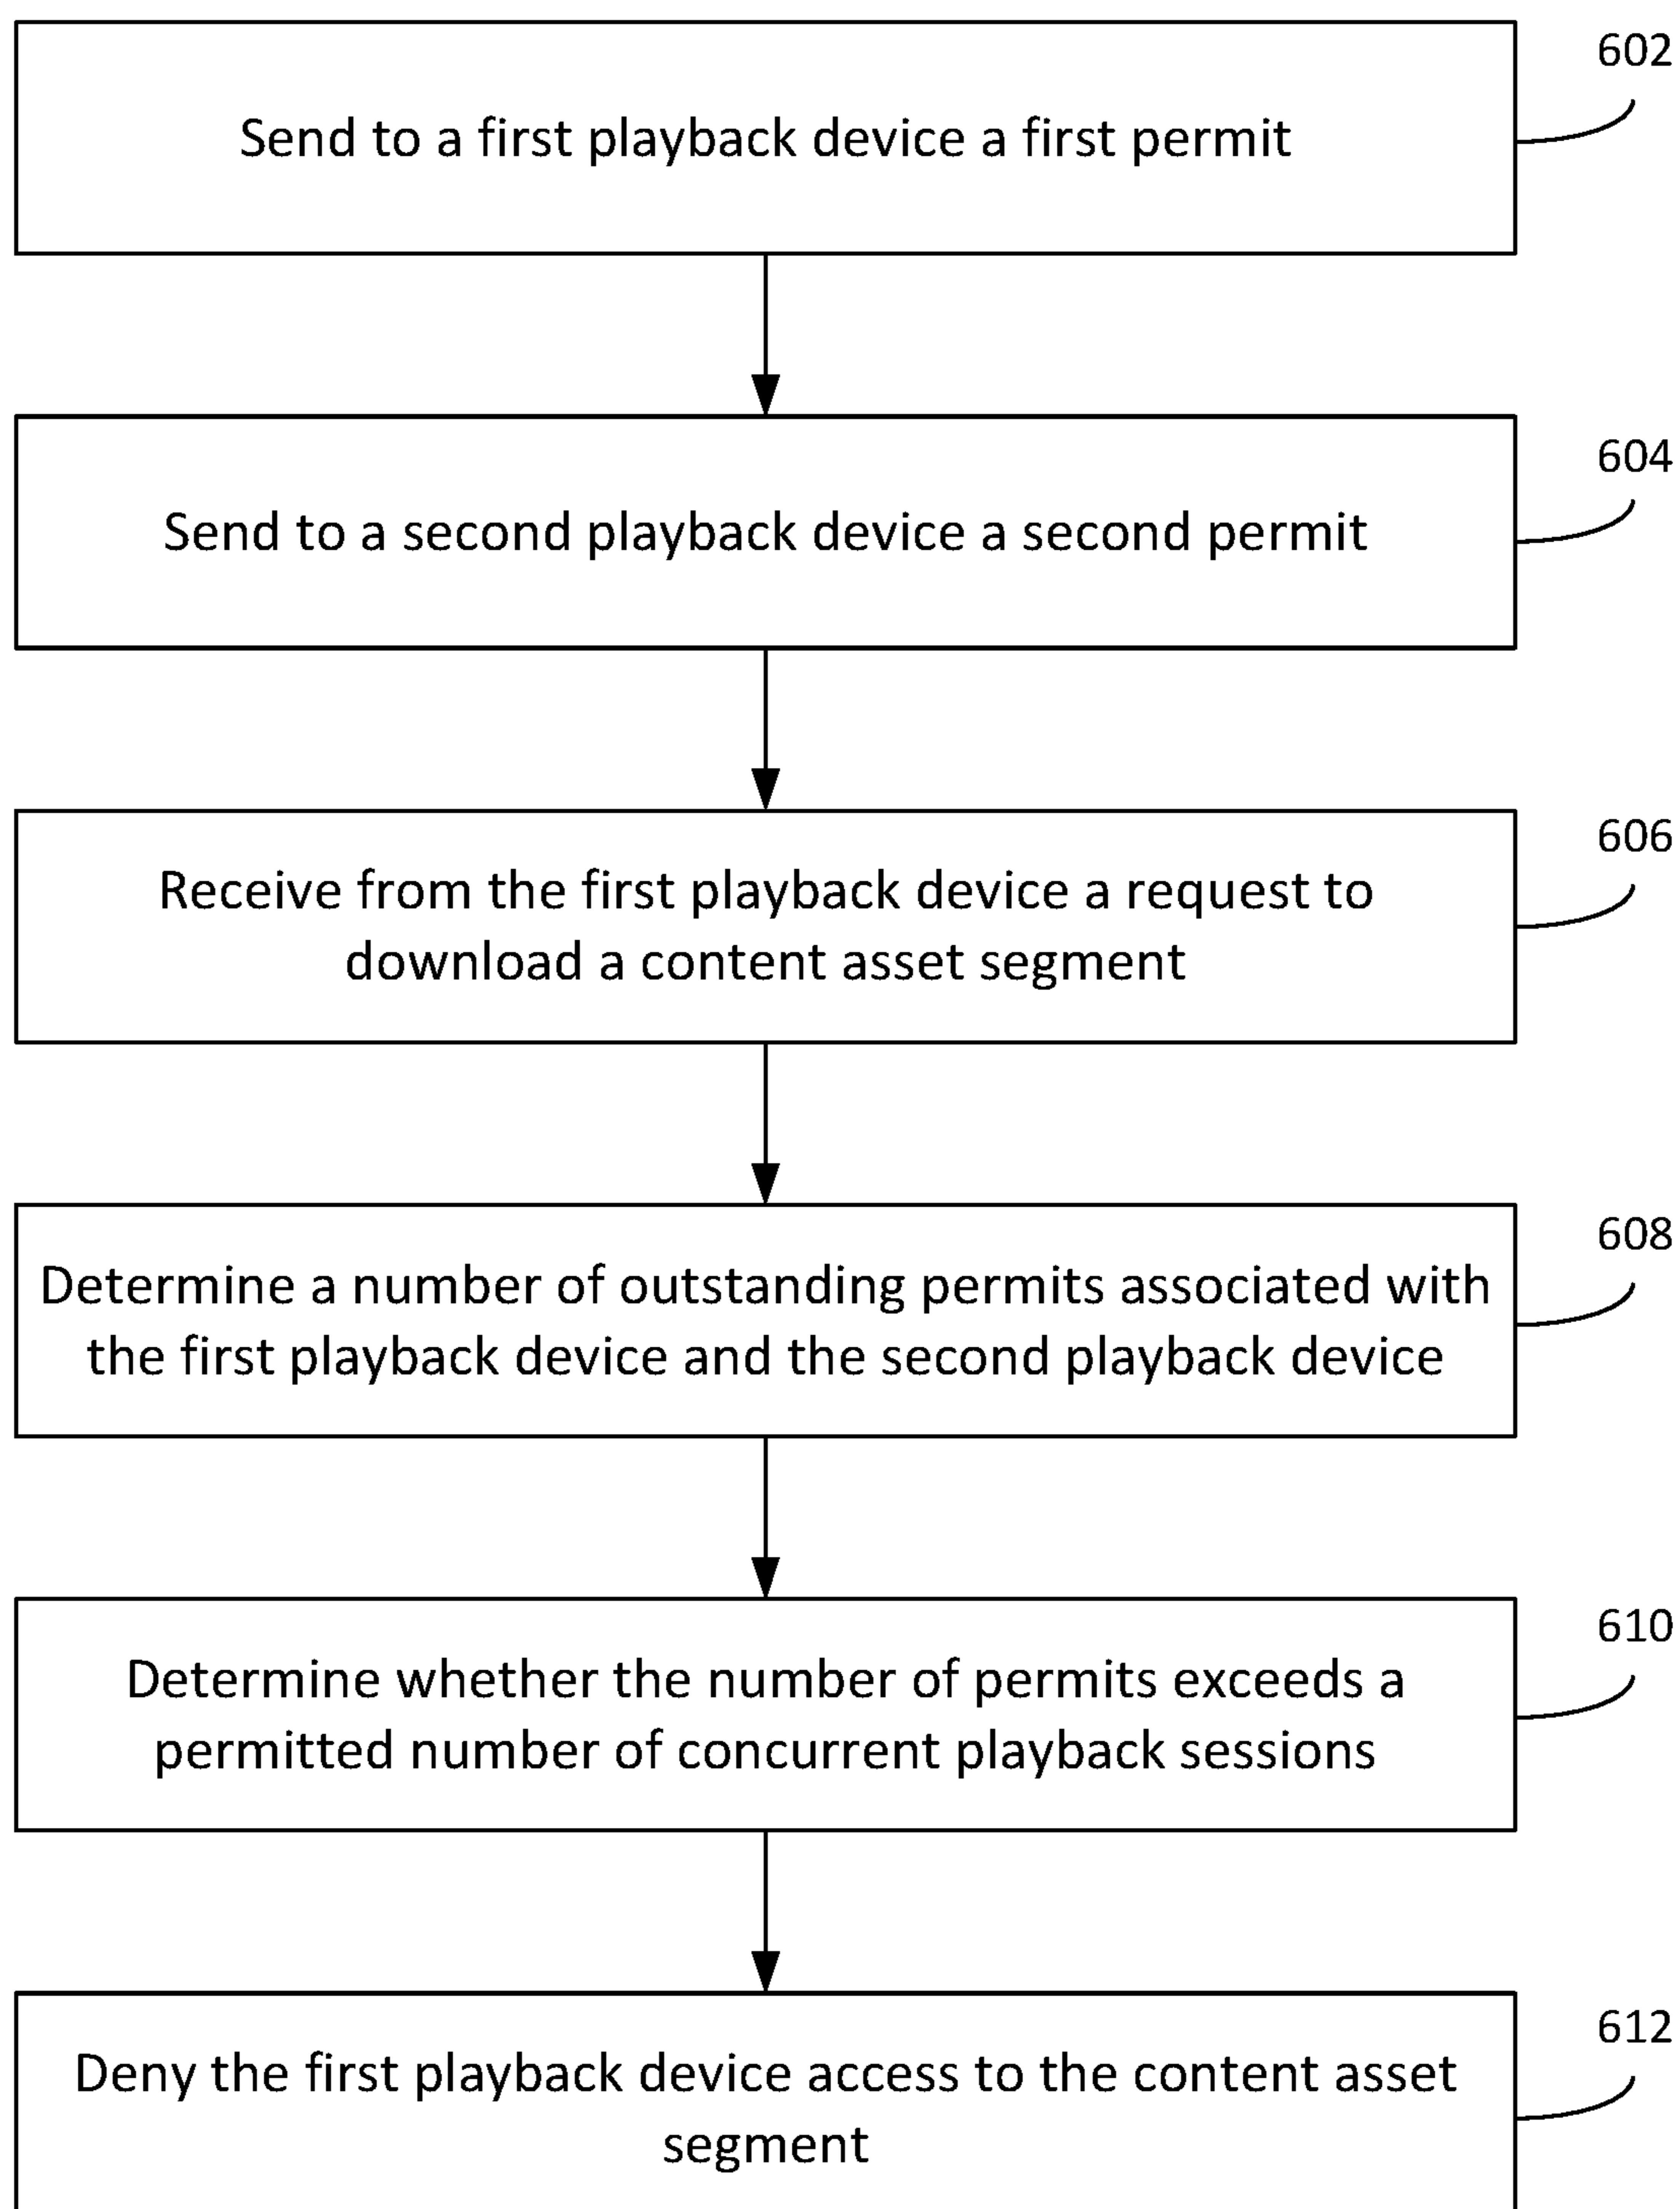 602
Send to a first playback device a first permit
604
Send to a second playback device a second permit
606
Receive from the first playback device a request to
download a content asset segment
608
Determine a number of outstanding permits associated with
the first playback device and the second playback device
610
Determine whether the number of permits exceeds a
permitted number of concurrent playback sessions
612
Deny the first playback device access to the content asset
segment